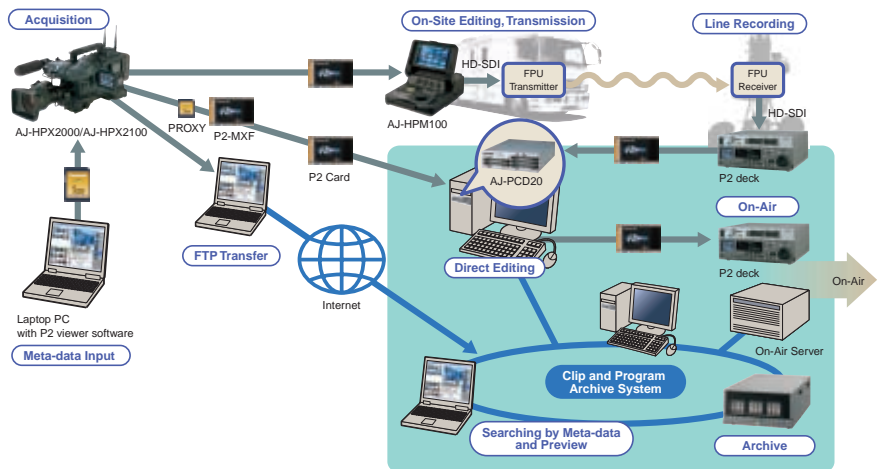 Acquisition
On-Site Editing, Transmission
Line Recording
HD-SDI
FPU
Transmitter
FPU
Receiver
HD-SDI
AJ-HPX2000/AJ-HPX2100
PROXY
P2-MXF
AJ-HPM100
P2 Card
AJ-PCD20
P2 deck
On-Air
FTP Transfer
Direct Editing
P2 deck
On-Air
Internet
Laptop PC
with P2 viewer software
Meta-data Input
On-Air Server
Clip and Program
Archive System
Searching by Meta-data
and Preview
Archive